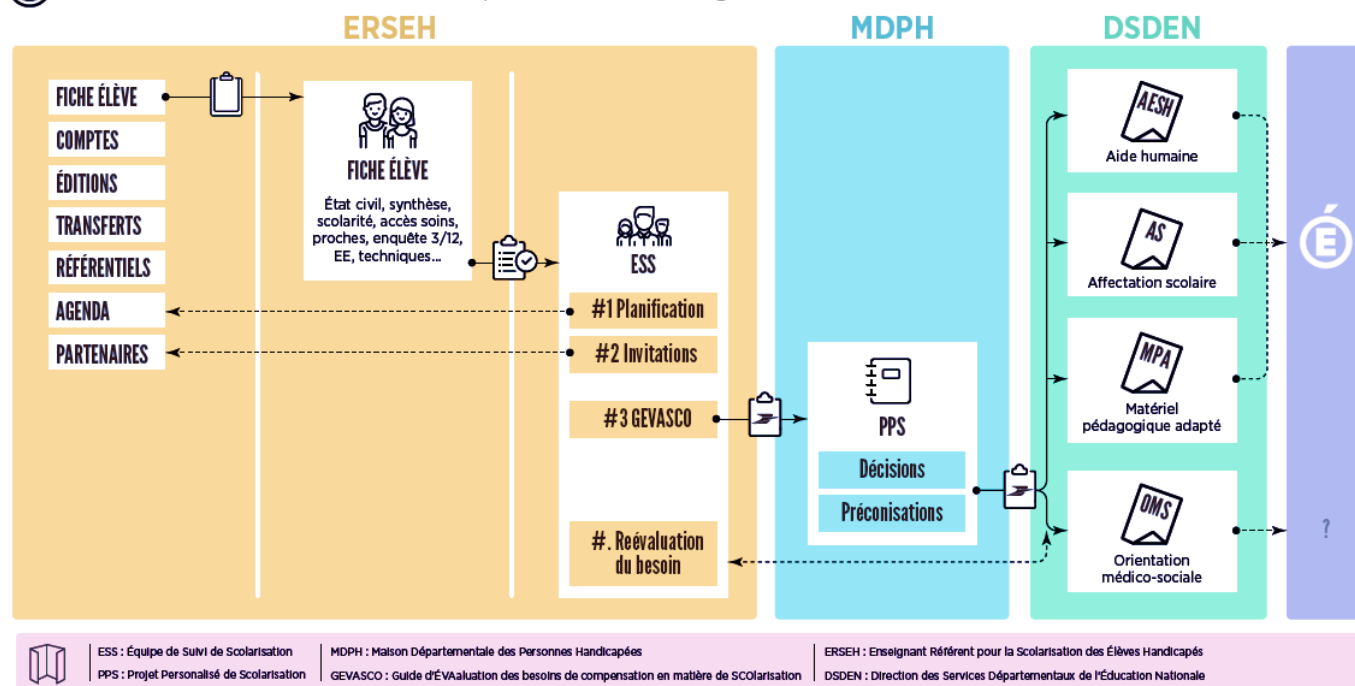 ERSEH
MDPH
DSDEN
FICHE ÉLÈVE
COMPTES
ÉDITIONS
TRANSFERTS
RÉFÉRENTIELS
AGENDA
PARTENAIRES
FICHE ÉLÈVE
État civil, synthèse,
scolarité, accès soins,
proches, enquête 3/12,
EE, techniques...
ESS
#1 Planification
#2 Invitations
#3 GEVASCO
#. Reévaluation
du besoin
PPS
Décisions
Préconisations
AESH
Aide humaine
AS
Affectation scolaire
MPA
Matériel
pédagogique adapté
OMS
Orientation
médico-sociale
É
?
ESS : Équipe de Suivi de Scolarisation
PPS : Projet Personalisé de Scolarisation
MDPH : Maison Départementale des Personnes Handicapées
GEVASCO : Guide d'ÉVAaluation des besoins de compensation en matière de SCOlarisation
ERSEH : Enseignant Référent pour la Scolarisation des Élèves Handicapés
DSDEN : Direction des Services Départementaux de l'Éducation Nationale